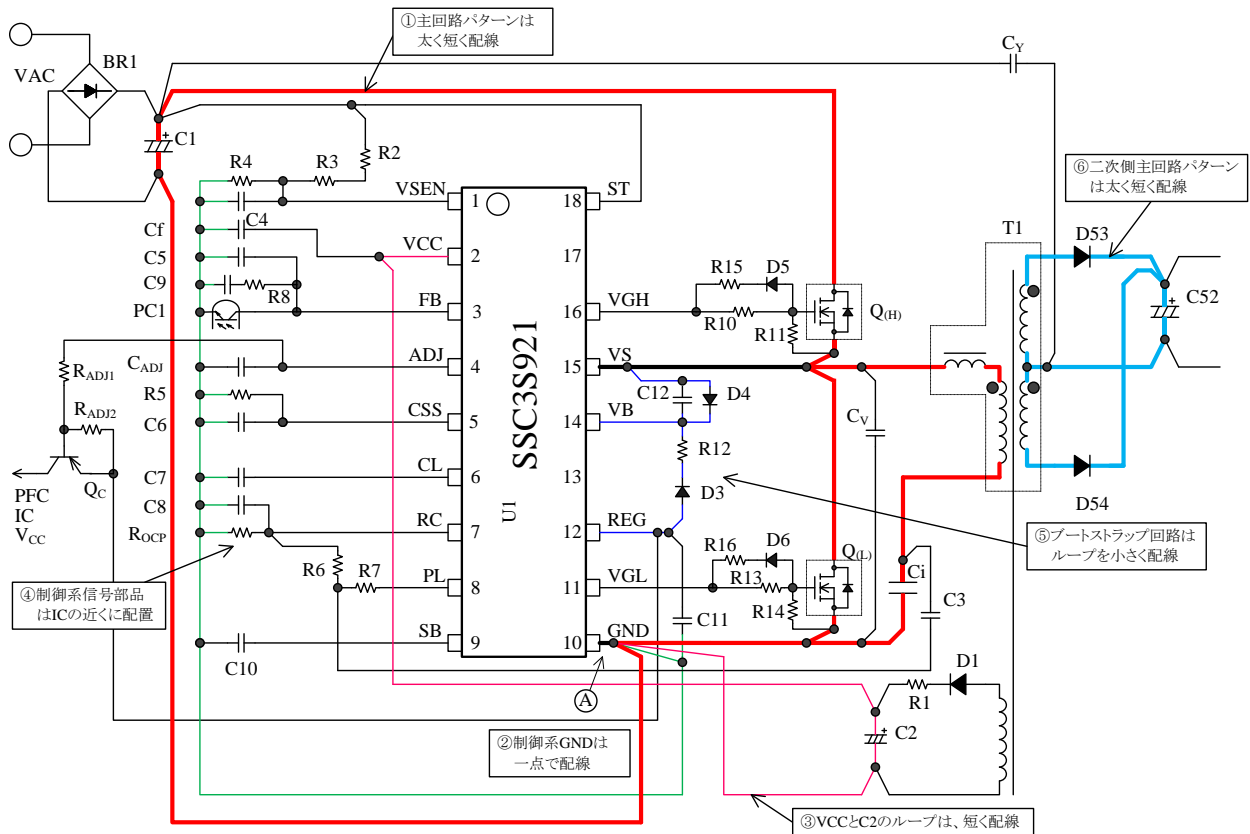 ①主回路パターンは
太く短く配線
CY
BR1
VAC
C1
R2
R4
R3
VSEN
1
18
ST
⑥二次側主回路パターン
は太く短く配線
C4
Cf
VCC
2
17
T1
D53
C5
C9
R8
R15
D5
C52
PC1
FB
3
16
VGH
R10
R11
Q(H)
CADJ
ADJ
4
15
VS
RADJ1
R5
C12
D4
C6
CSS
5
14
VB
CV
RADJ2
R12
SSC3S921
U1
C7
CL
6
13
D3
D54
QC
PFC
IC
VCC
C8
ROCP
RC
7
12
REG
⑤ブートストラップ回路は
ループを小さく配線
R6
R7
PL
8
11
VGL
R16
D6
R13
R14
Q(L)
Ci
C3
④制御系信号部品
はICの近くに配置
C11
SB
9
10
GND
C10
A
D1
R1
C2
②制御系GNDは
一点で配線
③VCCとC2のループは、短く配線